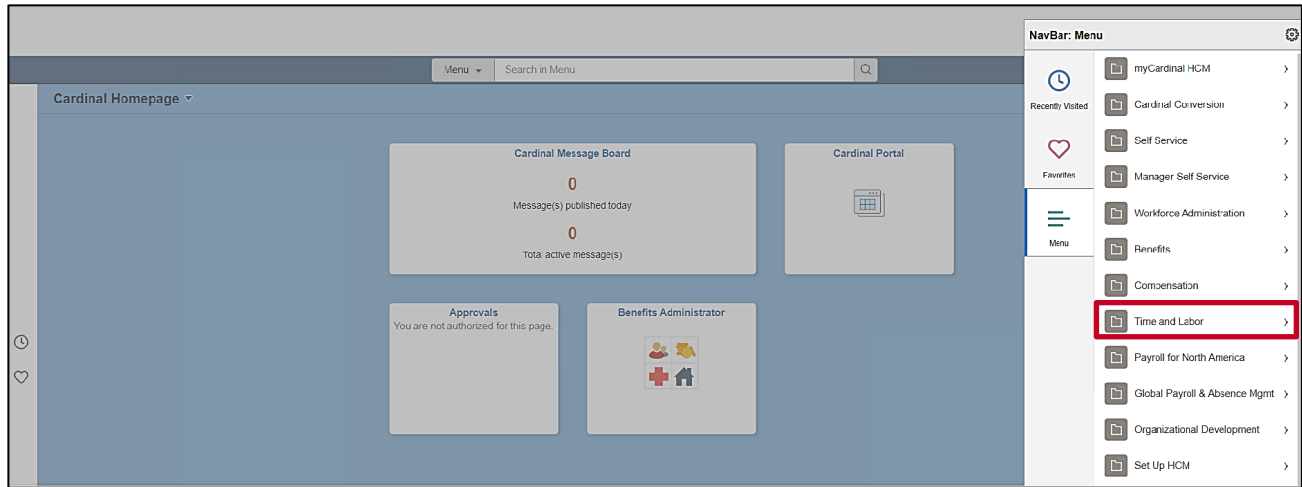 NavBar: Menu
Menu
Search in Menu
Cardinal Homepage
Cardinal Message Board
0
Message(s) published today
0
Total active message(s)
Cardinal Portal
Approvals
You are not authorized for this page.
Benefits Administrator
Recently Visited
Favorites
Menu
myCardinal HCM
Cardinal Conversion
Self Service
Manager Self Service
Workforce Administration
Benefits
Compensation
Time and Labor
Payroll for North America
Global Payroll & Absence Mgmt
Organizational Development
Set Up HCM